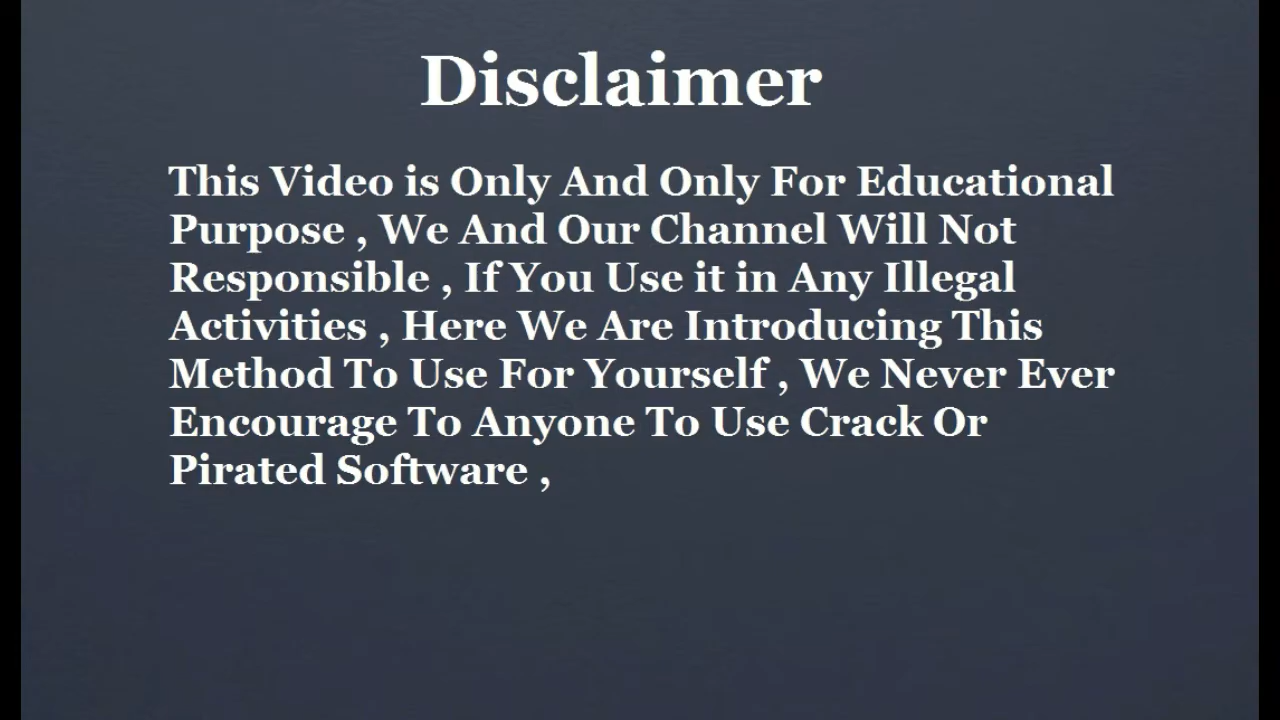 Disclaimer
This Video is Only And Only For Educational
Purpose , We And Our Channel Will Not
Responsible , If You Use it in Any Illegal
Activities , Here We Are Introducing This
Method To Use For Yourself , We Never Ever
Encourage To Anyone To Use Crack Or
Pirated Software ,